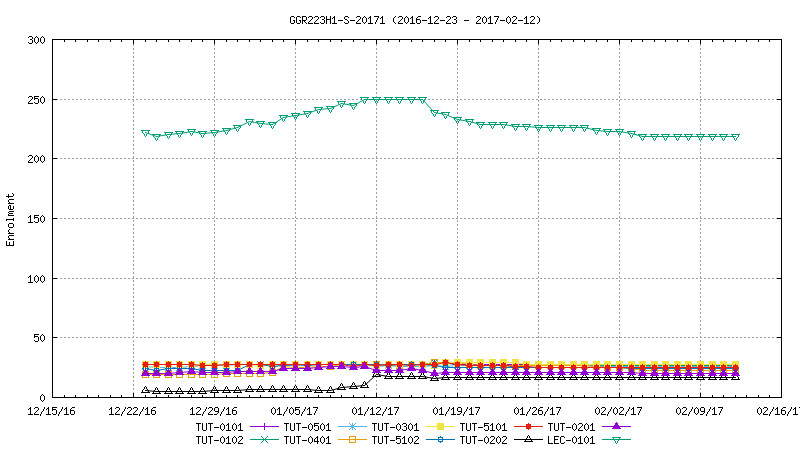 GGR223H1-S-20171 (2016-12-23 - 2017-02-12)
300
250
200
150
100
50
0
Enrolment
12/15/16 12/22/16 12/29/16 01/05/17 01/12/17 01/19/17 01/26/17 02/02/17 02/09/17 02/16/17
TUT-0101 TUT-0501 TUT-0301 TUT-5101 TUT-0201
TUT-0102 TUT-0401 TUT-5102 TUT-0202 LEC-0101